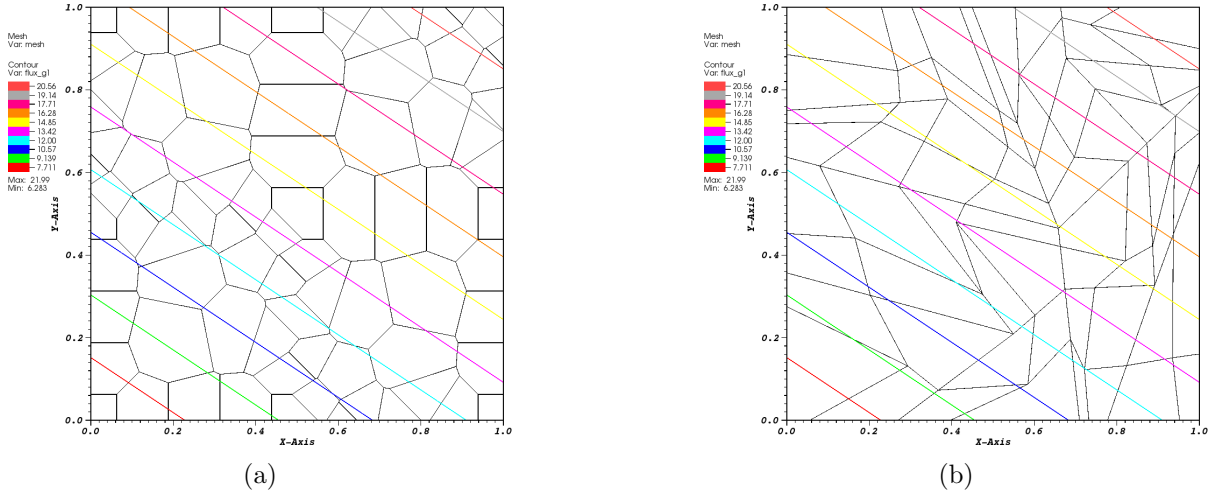 Mesh
Var: mesh
Contour
Var: flux_g1
20.56
19.14
17.71
16.28
14.85
13.42
12.00
10.57
9.139
7.711
Max: 21.99
Min: 6.283
1.0
0.8
0.6
0.4
0.2
0.0
Y-Axis
0.0 0.2 0.4 0.6 0.8 1.0
X-Axis
(a)
Mesh
Var: mesh
Contour
Var: flux_g1
20.56
19.14
17.71
16.28
14.85
13.42
12.00
10.57
9.139
7.711
Max: 21.99
Min: 6.283
1.0
0.8
0.6
0.4
0.2
0.0
Y-Axis
0.0 0.2 0.4 0.6 0.8 1.0
X-Axis
(b)